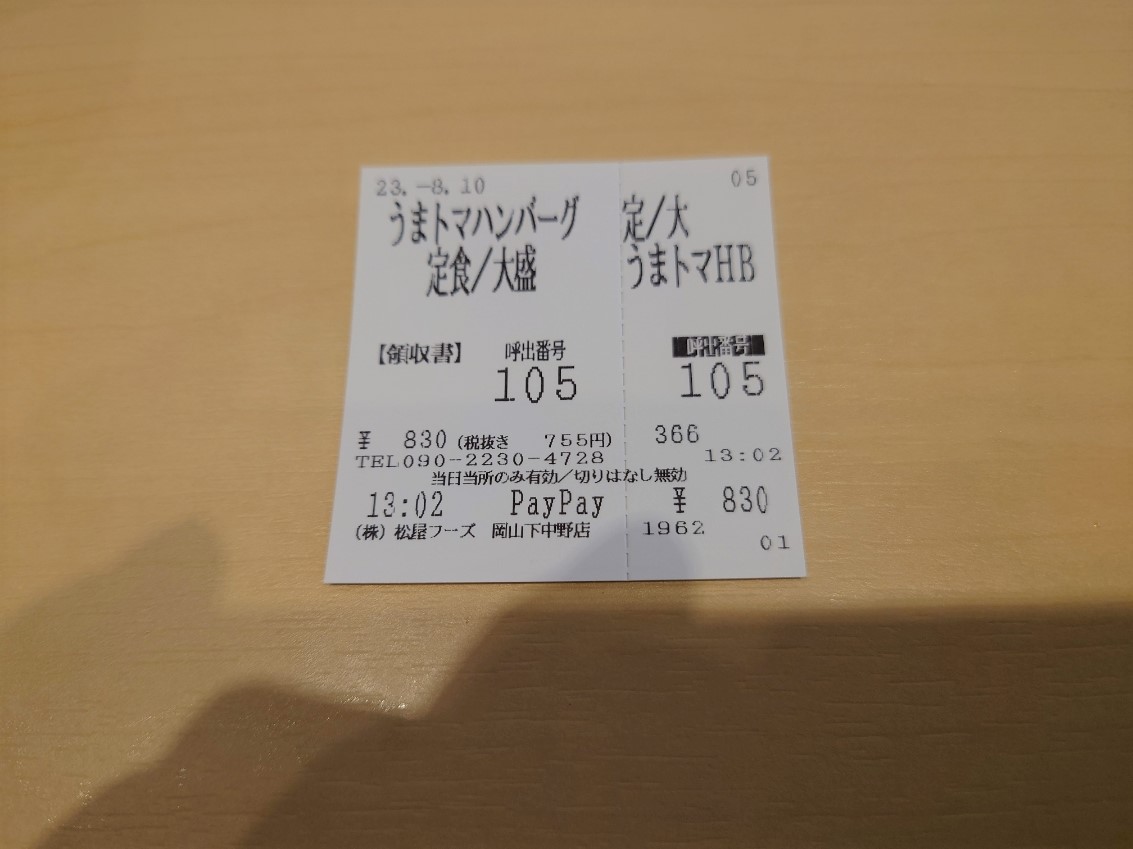 23.-8.10
うまトマハンバーグ
定食/大盛
【領収書】 呼出番号
105
¥ 830(税抜き 755円)
TEL090-2230-4728
当日当所のみ有効/切りはなし無効
13:02 PayPay
(株)松屋フーズ 岡山下中野店
05
定/大
うまトマHB
呼出番号
105
366
13:02
¥ 830
1962
01